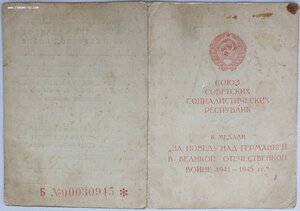 СОЮЗ
СОВЕТСКИХ
СОЦИАЛИСТИЧЕСКИХ
РЕСПУБЛИК
К МЕДАЛИ
"ЗА ПОБЕДУ НАД ГЕРМАНИЕЙ
В ВЕЛИКОЙ ОТЕЧЕСТВЕННОЙ
ВОЙНЕ 1941–1945 гг."
Б №00030945 *